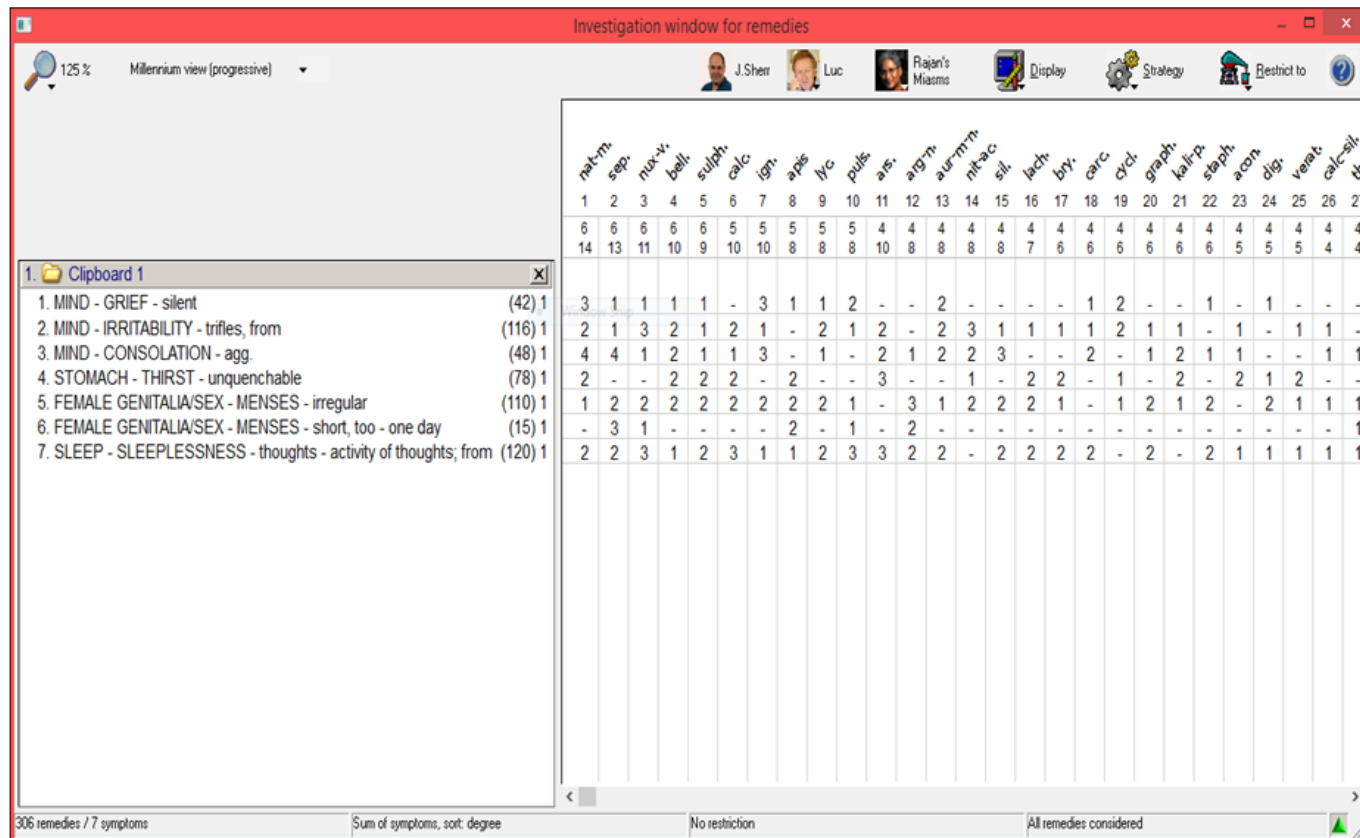 Investigation window for remedies
125 % Millennium view (progressive) J.Sherr Luc Rajan's Miasms Display Strategy Restrict to
nat-m. sep. nux-v. bell. sulph. calc. ign. apis lyc. puls. ars. arg-n. aur-m-n. nit-ac. sil. lach. bry. carc. cycl. graph. kali-p. staph. acon. dig. verat. calc-sil.
1 2 3 4 5 6 7 8 9 10 11 12 13 14 15 16 17 18 19 20 21 22 23 24 25 26 27
6 6 6 6 6 5 5 5 5 5 4 4 4 4 4 4 4 4 4 4 4 4 4 4 4 4 4
14 13 11 10 9 10 10 8 8 8 10 8 8 8 8 7 6 6 6 6 6 6 5 5 5 4 4
1. Clipboard 1 X
1. MIND - GRIEF - silent (42) 1 3 1 1 1 1 - 3 1 1 2 - - 2 - - - - 1 2 - - 1 - 1 - - -
2. MIND - IRRITABILITY - trifles, from (116) 1 2 1 3 2 1 2 1 - 2 1 2 - 2 3 1 1 1 1 2 1 1 - 1 - 1 1 -
3. MIND - CONSOLATION - agg. (48) 1 4 4 1 2 1 1 3 - 1 - 2 1 2 2 3 - - 2 - 1 2 1 1 - - 1 1
4. STOMACH - THIRST - unquenchable (78) 1 2 - - 2 2 2 - 2 - - 3 - - 1 - 2 2 - 1 - 2 - 2 1 2 - -
5. FEMALE GENITALIA/SEX - MENSES - irregular (110) 1 1 2 2 2 2 2 2 2 2 1 - 3 1 2 2 2 1 - 1 2 1 2 - 2 1 1 1
6. FEMALE GENITALIA/SEX - MENSES - short, too - one day (15) 1 - 3 1 - - - - 2 - 1 - 2 - - - - - - - - - - - - - - 1
7. SLEEP - SLEEPLESSNESS - thoughts - activity of thoughts; from (120) 1 2 2 3 1 2 3 1 1 2 3 3 2 2 - 2 2 2 2 - 2 - 2 1 1 1 1 1
306 remedies / 7 symptoms Sum of symptoms, sort: degree No restriction All remedies considered